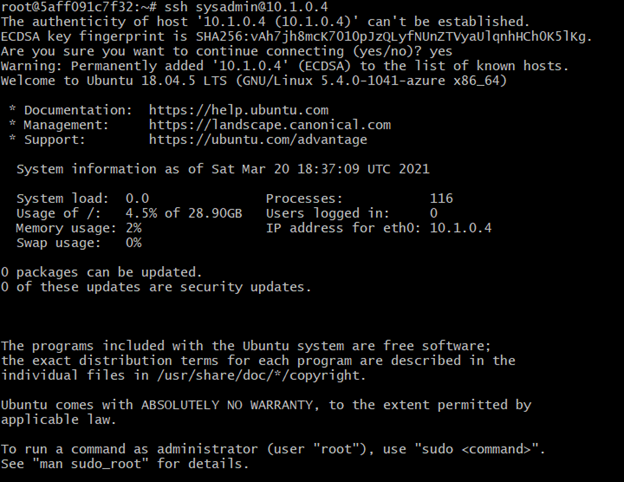 root@5aff091c7f32:~# ssh sysadmin@10.1.0.4
The authenticity of host '10.1.0.4 (10.1.0.4)' can't be established.
ECDSA key fingerprint is SHA256:vAh7jh8mcK7O1OpJzQLyfNUnZTVyaUlqnhHCh0K5lKg.
Are you sure you want to continue connecting (yes/no)? yes
Warning: Permanently added '10.1.0.4' (ECDSA) to the list of known hosts.
Welcome to Ubuntu 18.04.5 LTS (GNU/Linux 5.4.0-1041-azure x86_64)
* Documentation:  https://help.ubuntu.com
* Management:     https://landscape.canonical.com
* Support:        https://ubuntu.com/advantage
System information as of Sat Mar 20 18:37:09 UTC 2021
System load:  0.0                Processes:           116
Usage of /:   4.5% of 28.90GB   Users logged in:     0
Memory usage: 2%                IP address for eth0: 10.1.0.4
Swap usage:   0%
0 packages can be updated.
0 of these updates are security updates.
The programs included with the Ubuntu system are free software;
the exact distribution terms for each program are described in the
individual files in /usr/share/doc/*/copyright.
Ubuntu comes with ABSOLUTELY NO WARRANTY, to the extent permitted by
applicable law.
To run a command as administrator (user "root"), use "sudo <command>".
See "man sudo_root" for details.